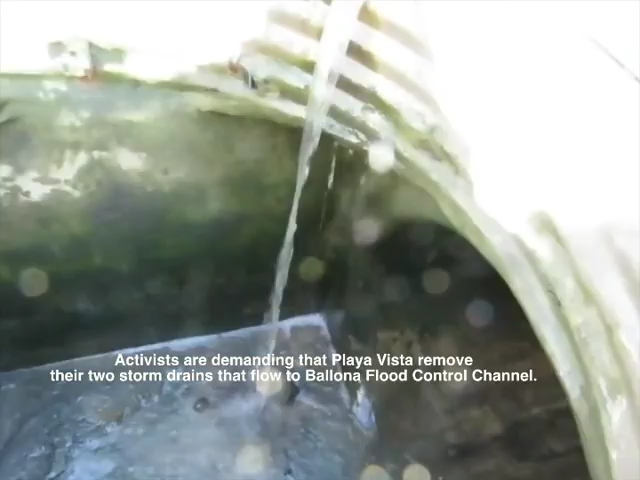 Activists are demanding that Playa Vista remove
their two storm drains that flow to Ballona Flood Control Channel.